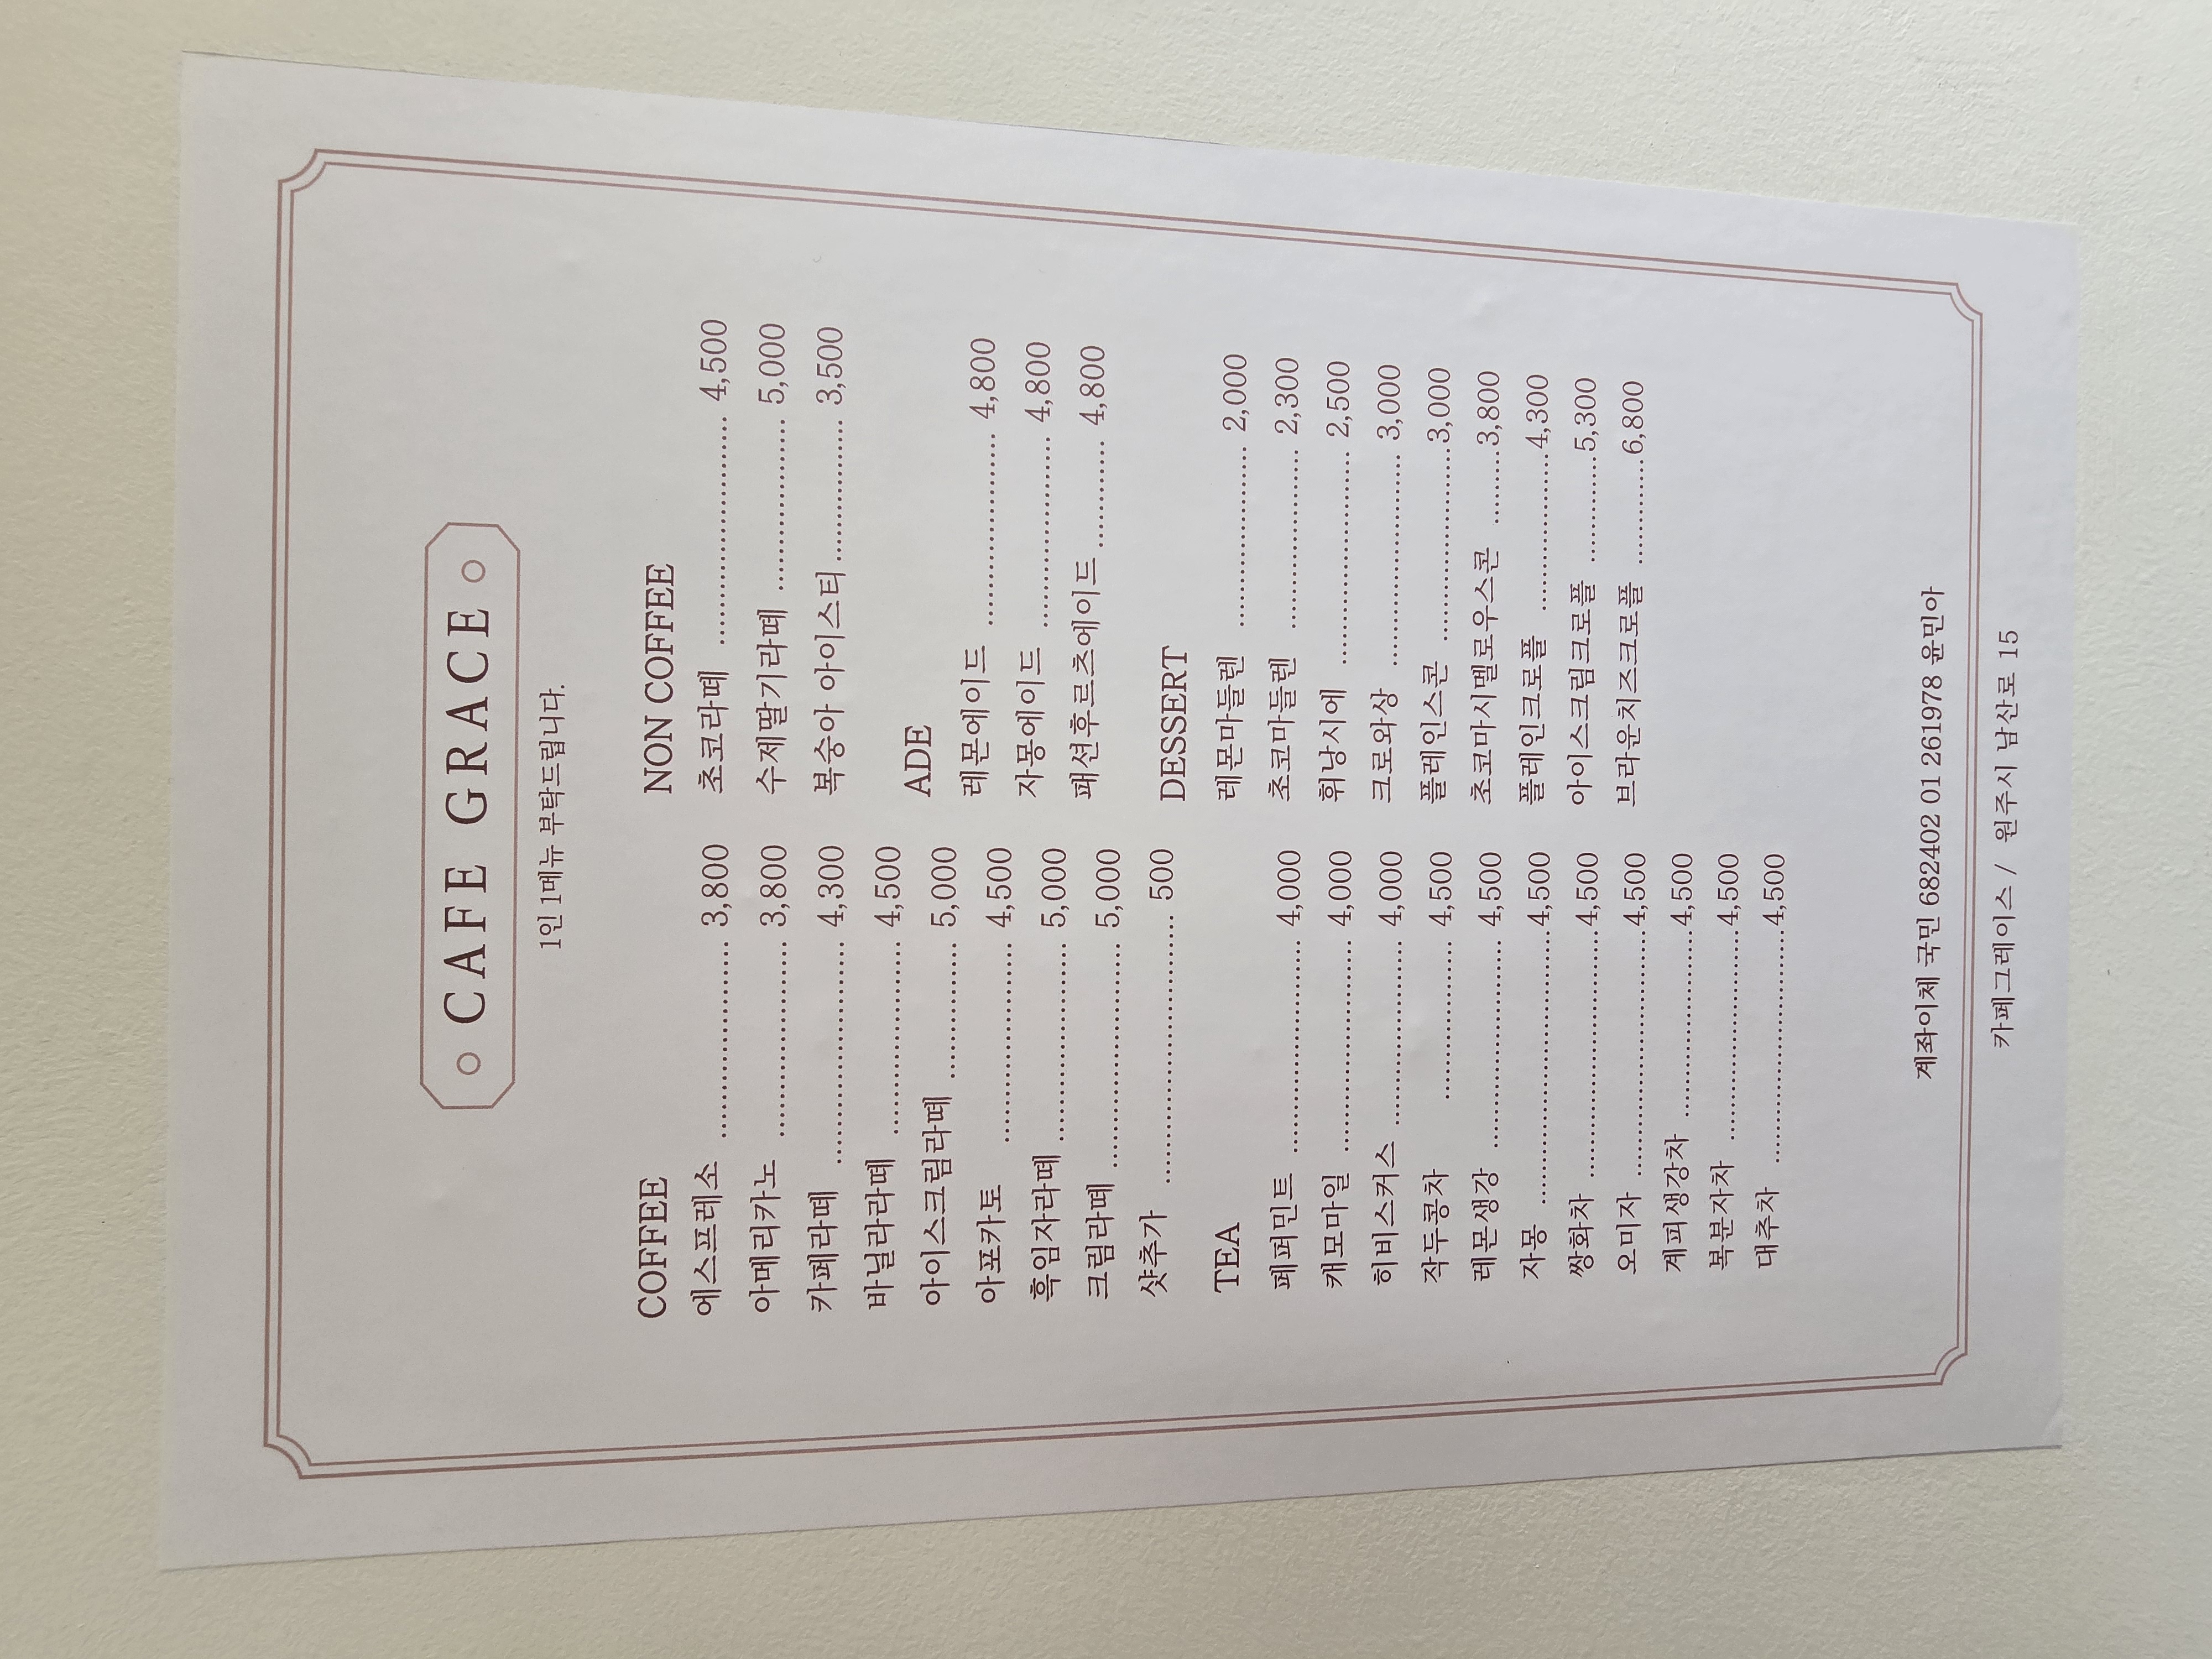 CAFE GRACE
1인 1메뉴 부탁드립니다.
COFFEE
에스프레소 ........................ 3,800
아메리카노 ........................ 3,800
카페라떼 ........................... 4,300
바닐라라떼 ....................... 4,500
아이스크림라떼 ................ 5,000
아포카토 ........................ 4,500
흑임자라떼 ........................ 5,000
크림라떼 ........................... 5,000
샷추가 ................................ 500
TEA
페퍼민트 ........................... 4,000
캐모마일 ........................... 4,000
히비스커스 ....................... 4,000
작두콩차 ....................... 4,500
레몬생강 ........................... 4,500
자몽 ...................................4,500
쌍화차 ................................4,500
오미자 ................................4,500
계피생강차 ........................4,500
복분자차 ...........................4,500
대추차 ................................4,500
NON COFFEE
초코라떼 ............................ 4,500
수제딸기라떼 ..................... 5,000
복숭아 아이스티................. 3,500
ADE
레몬에이드 ........................ 4,800
자몽에이드 ........................ 4,800
패션후르츠에이드 ............. 4,800
DESSERT
레몬마들렌 ........................ 2,000
초코마들렌 ........................ 2,300
휘낭시에 ........................... 2,500
크로와상 ........................... 3,000
플레인스콘 ........................3,000
초코마시멜로우스콘 .........3,800
플레인크로플 ....................4,300
아이스크림크로플 .............5,300
브라운치즈크로플 .............6,800
계좌이체 국민 682402 01 261978 윤민아
카페그레이스 / 원주시 남산로 15